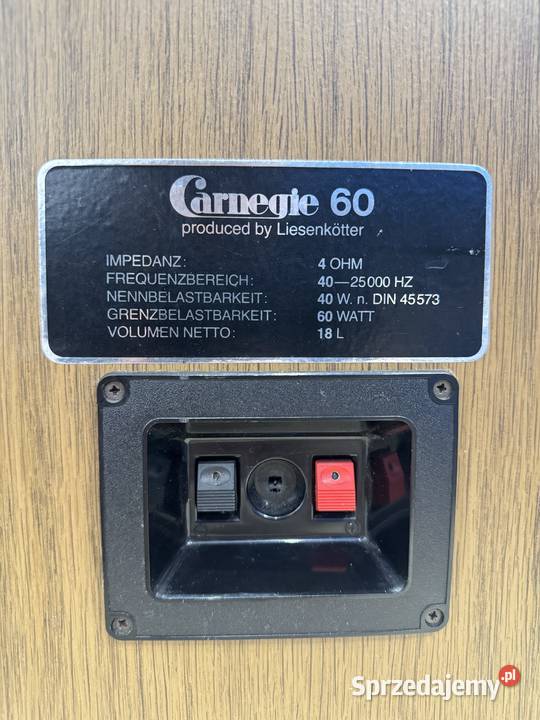 Carnegie 60
produced by Liesenkötter
IMPEDANZ: 4 OHM
FREQUENZBEREICH: 40—25000 HZ
NENNBELASTBARKEIT: 40 W. n. DIN 45573
GRENZBELASTBARKEIT: 60 WATT
VOLUMEN NETTO: 18 L
Sprzedajemy.pl